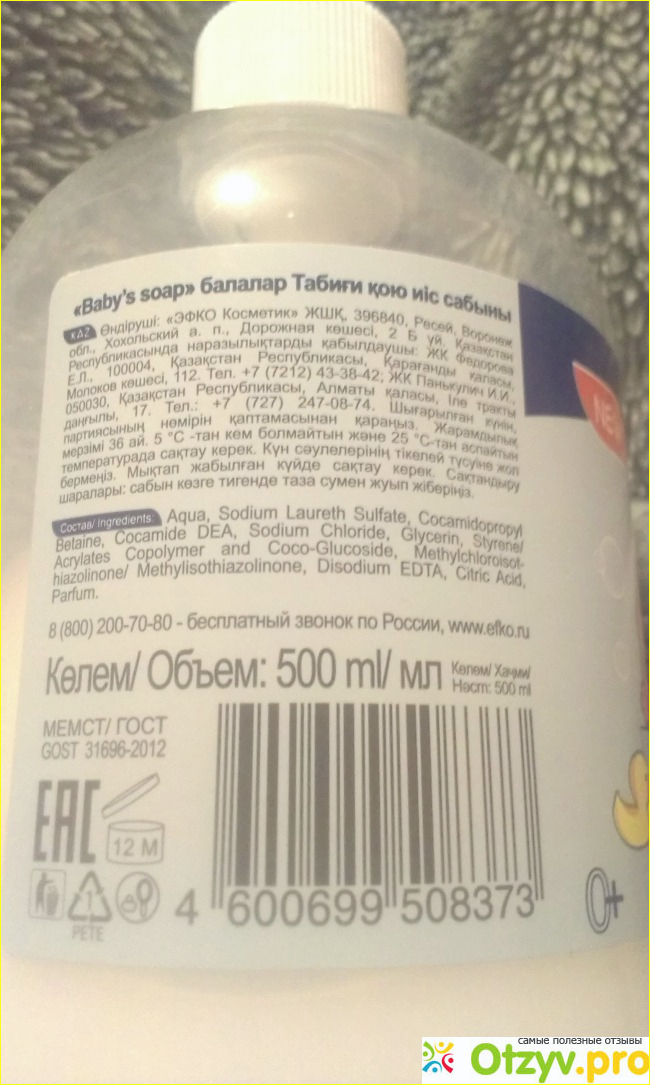 «Baby's soap» балалар Табиғи қою иіс сабыны
KAZ Өндіруші: «ЭФКО Косметик» ЖШҚ, 396840, Ресей, Воронеж
обл., Хохольский а. п., Дорожная көшесі, 2 Б үй. Қазақстан
Республикасында наразылықтарды қабылдаушы: ЖК Федорова
Е.Л., 100004, Қазақстан Республикасы, Қарағанды қаласы,
Молоков көшесі, 112. Тел. +7 (7212) 43-38-42; ЖК Панькулич И.И.,
050030, Қазақстан Республикасы, Алматы қаласы, Іле тракты
даңғылы, 17. Тел.: +7 (727) 247-08-74. Шығарылған күнін,
партиясының нөмірін қаптамасынан қараңыз. Жарамдылық
мерзімі 36 ай. 5 °С -тан кем болмайтын және 25 °С-тан аспайтын
температурада сақтау керек. Күн сәулелерінің тікелей түсуіне жол
бермеңіз. Мықтап жабылған күйде сақтау керек. Сақтандыру
шаралары: сабын көзге тигенде таза сумен жуып жіберіңіз.
Состав/ Ingredients: Aqua, Sodium Laureth Sulfate, Cocamidopropyl
Betaine, Cocamide DEA, Sodium Chloride, Glycerin, Styrene/
Acrylates Copolymer and Coco-Glucoside, Methylchloroisot-
hiazolinone/ Methylisothiazolinone, Disodium EDTA, Citric Acid,
Parfum.
8 (800) 200-70-80 - бесплатный звонок по России, www.efko.ru
Көлем/ Объем: 500 ml/ мл
Көлем/ Хаҷми/
Həcm: 500 ml
МЕМСТ/ ГОСТ
GOST 31696-2012
EAC
12 M
1
PETE
4 600699 508373
0+
NE
самые полезные отзывы
Otzyv.pro